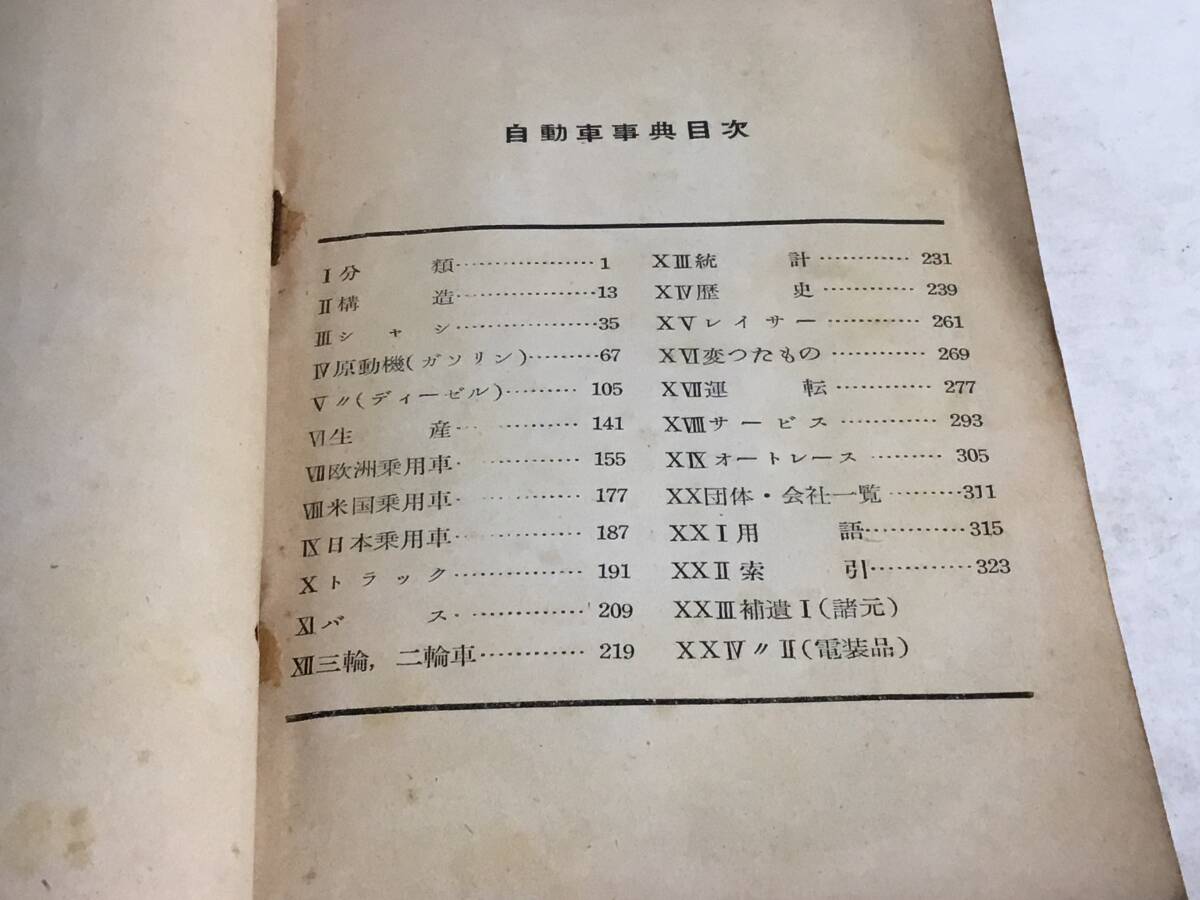 自動車事典目次
Ⅰ分類…………………1
Ⅱ構造…………………13
Ⅲシャシ…………………35
Ⅳ原動機(ガソリン)………67
Ⅴ〃(ディーゼル)………105
Ⅵ生産………………141
Ⅶ欧洲乗用車………………155
Ⅷ米国乗用車………………177
Ⅸ日本乗用車………………187
Ⅹトラック………………191
Ⅺバス………………209
Ⅻ三輪，二輪車…………219
ⅩⅢ統計…………231
ⅩⅣ歴史…………239
ⅩⅤレイサー…………261
ⅩⅥ変つたもの…………269
ⅩⅦ運転…………277
ⅩⅧサービス…………293
ⅩⅨオートレース………305
ⅩⅩ団体・会社一覧………311
ⅩⅩⅠ用語…………315
ⅩⅩⅡ索引…………323
ⅩⅩⅢ補遺Ⅰ(諸元)
ⅩⅩⅣ〃Ⅱ(電装品)